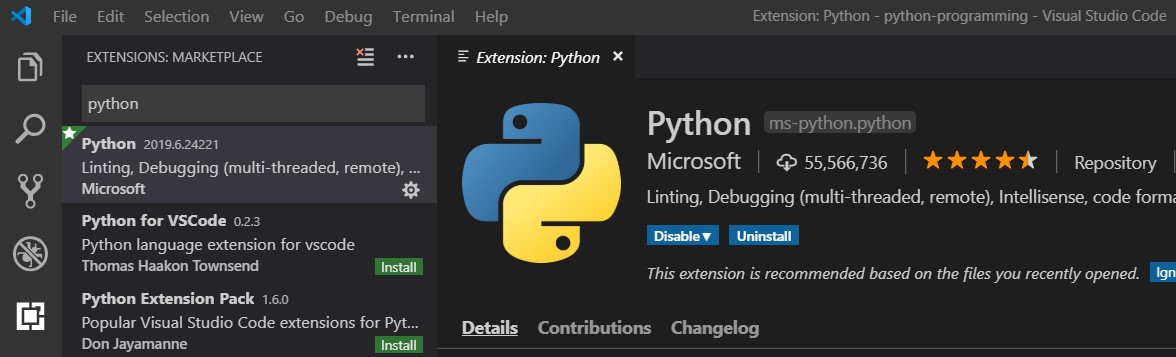 File Edit Selection View Go Debug Terminal Help
Extension: Python - python-programming - Visual Studio Code
EXTENSIONS: MARKETPLACE
python
Python 2019.6.24221
Linting, Debugging (multi-threaded, remote), ...
Microsoft
Python for VSCode 0.2.3
Python language extension for vscode
Thomas Haakon Townsend Install
Python Extension Pack 1.6.0
Popular Visual Studio Code extensions for Pyt...
Don Jayamanne Install
Extension: Python
Python ms-python.python
Microsoft 55,566,736 Repository
Linting, Debugging (multi-threaded, remote), Intellisense, code forma
Disable Uninstall
This extension is recommended based on the files you recently opened. Ign
Details Contributions Changelog